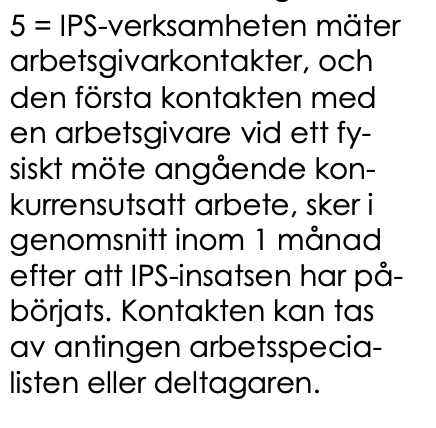 5 = IPS-verksamheten mäter
arbetsgivarkontakter, och
den första kontakten med
en arbetsgivare vid ett fy-
siskt möte angående kon-
kurrensutsatt arbete, sker i
genomsnitt inom 1 månad
efter att IPS-insatsen har på-
börjats. Kontakten kan tas
av antingen arbetsspecia-
listen eller deltagaren.